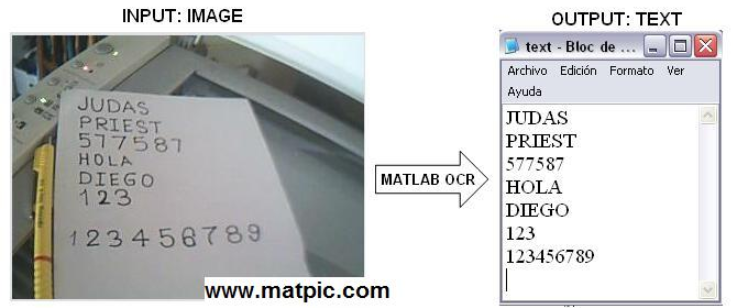 INPUT: IMAGE
OUTPUT: TEXT
JUDAS
PRIEST
577587
HOLA
DIEGO
123
123456789
www.matpic.com
MATLAB OCR
text - Bloc de ...
Archivo Edición Formato Ver
Ayuda
JUDAS
PRIEST
577587
HOLA
DIEGO
123
123456789